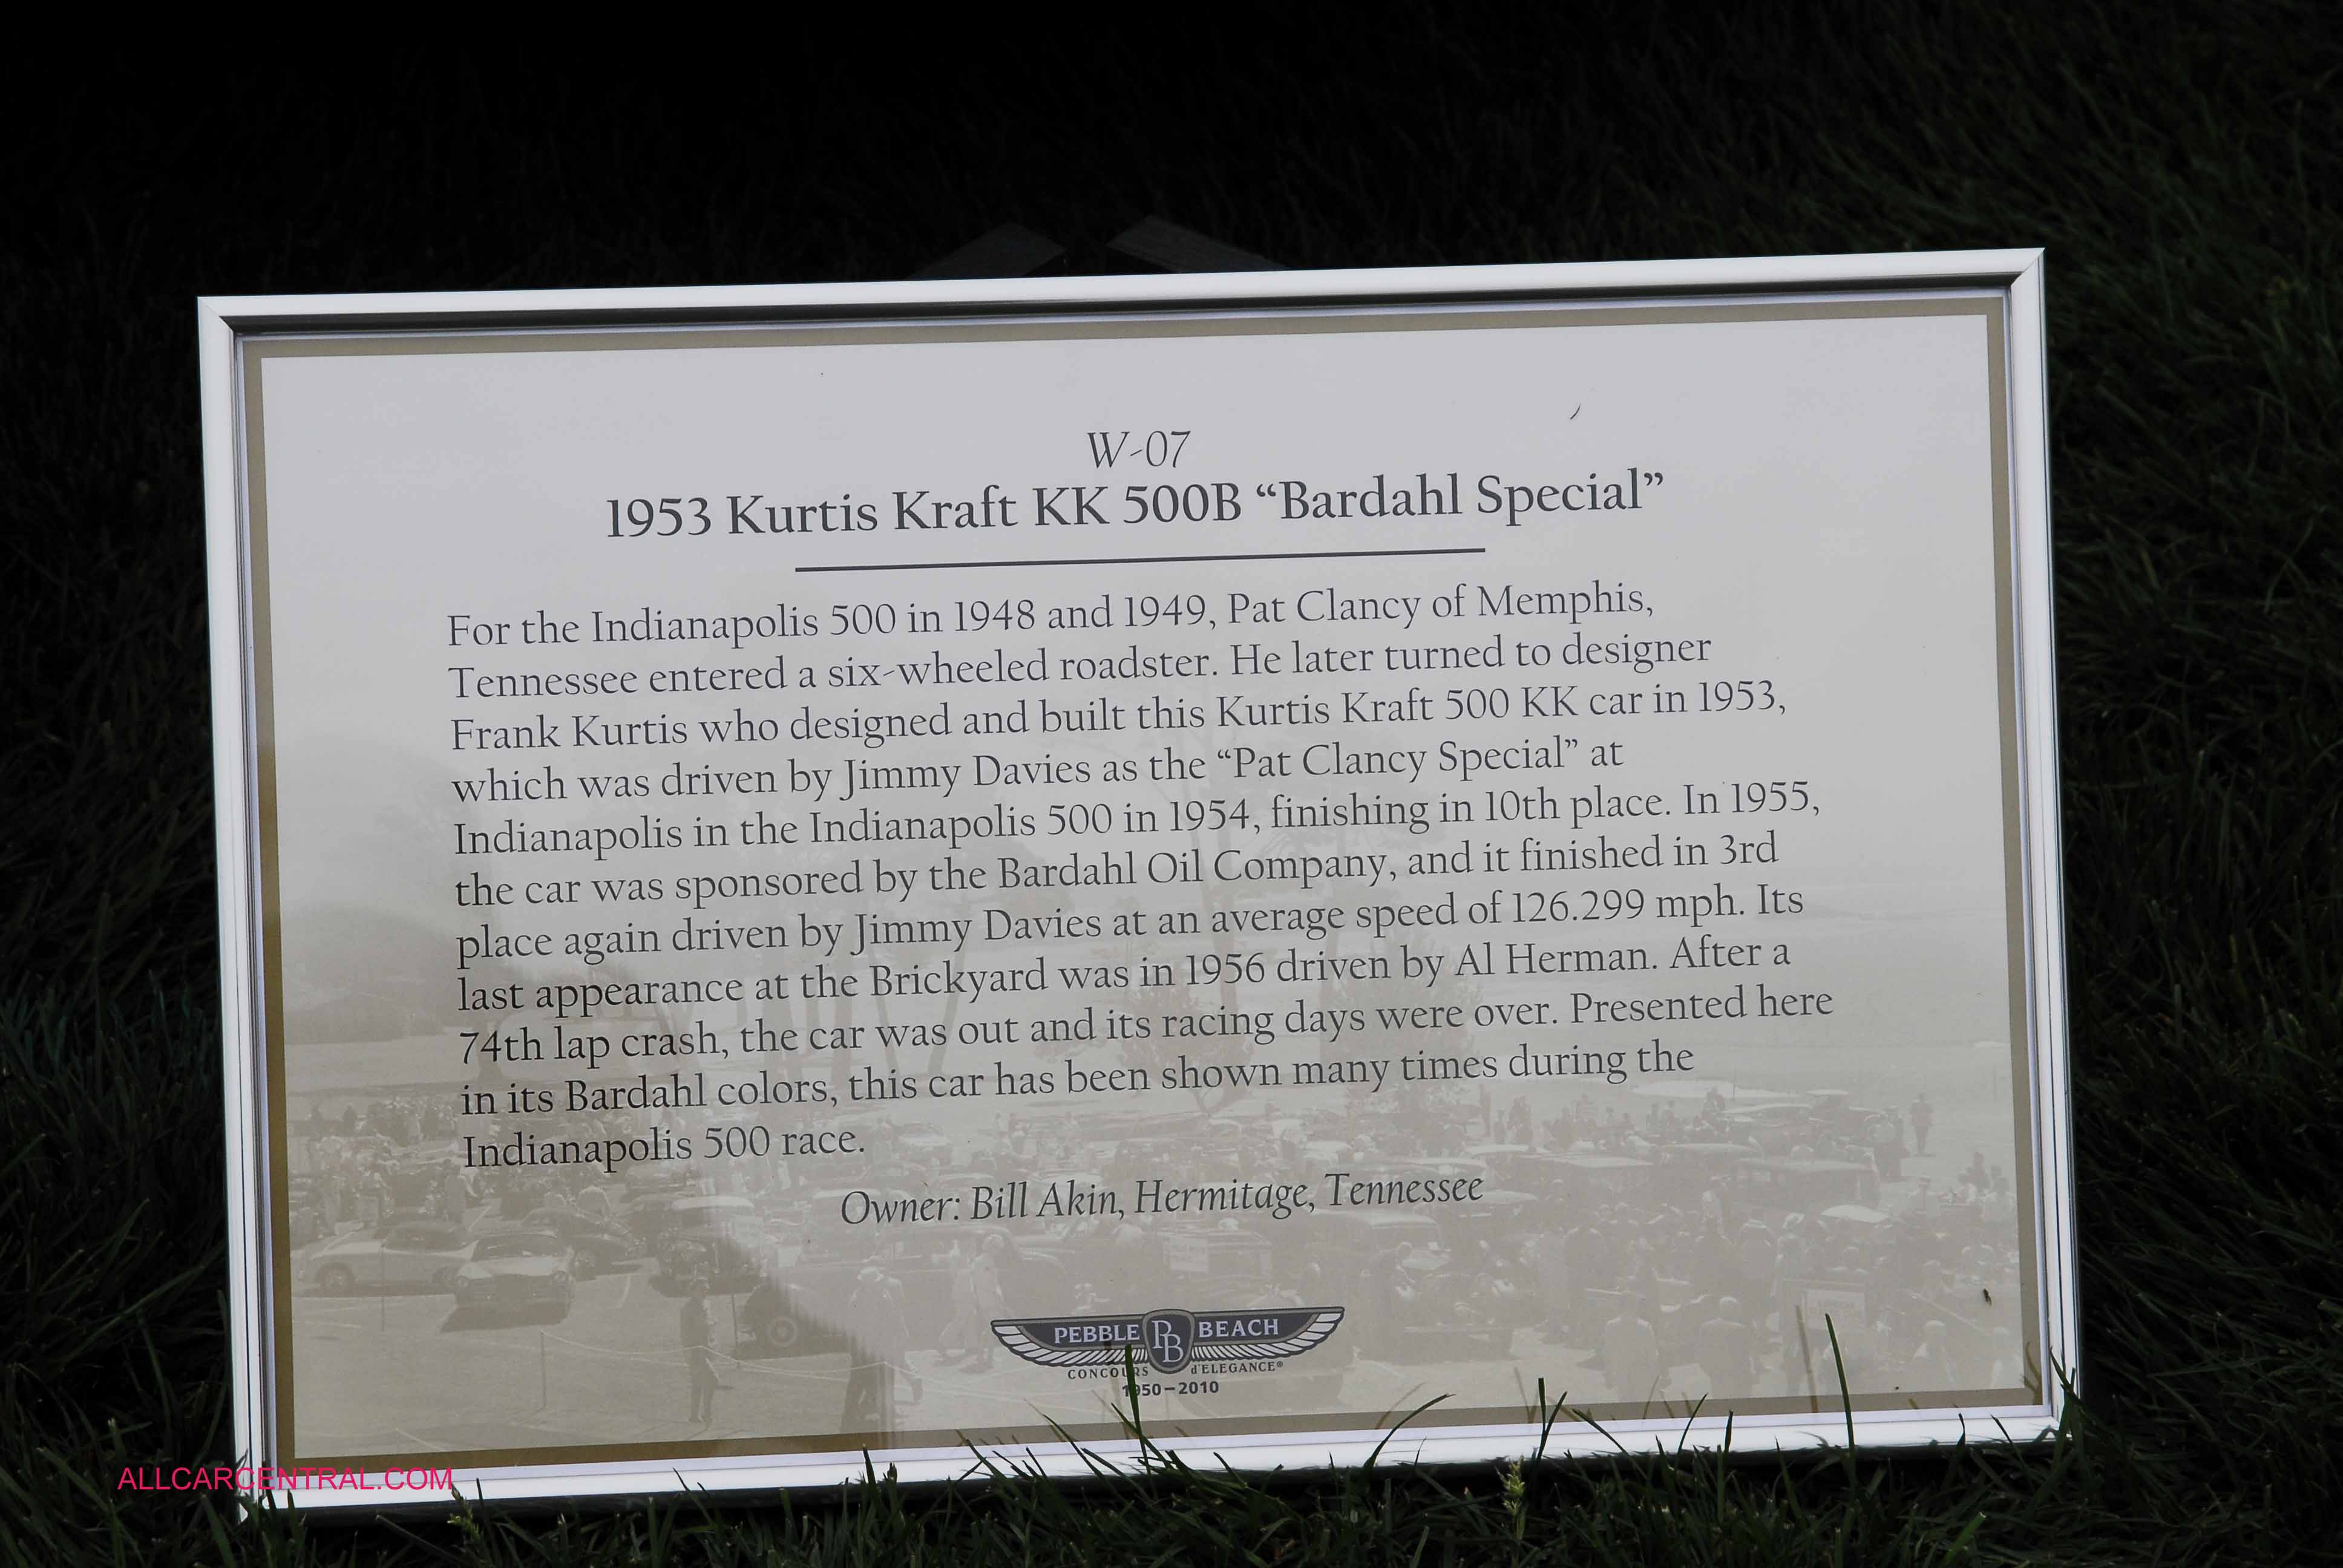 W-07
1953 Kurtis Kraft KK 500B “Bardahl Special”
For the Indianapolis 500 in 1948 and 1949, Pat Clancy of Memphis,
Tennessee entered a six-wheeled roadster. He later turned to designer
Frank Kurtis who designed and built this Kurtis Kraft 500 KK car in 1953,
which was driven by Jimmy Davies as the “Pat Clancy Special” at
Indianapolis in the Indianapolis 500 in 1954, finishing in 10th place. In 1955,
the car was sponsored by the Bardahl Oil Company, and it finished in 3rd
place again driven by Jimmy Davies at an average speed of 126.299 mph. Its
last appearance at the Brickyard was in 1956 driven by Al Herman. After a
74th lap crash, the car was out and its racing days were over. Presented here
in its Bardahl colors, this car has been shown many times during the
Indianapolis 500 race.
Owner: Bill Akin, Hermitage, Tennessee
PEBBLE PB BEACH
CONCOURS d'ELEGANCE®
1950–2010
ALLCARCENTRAL.COM